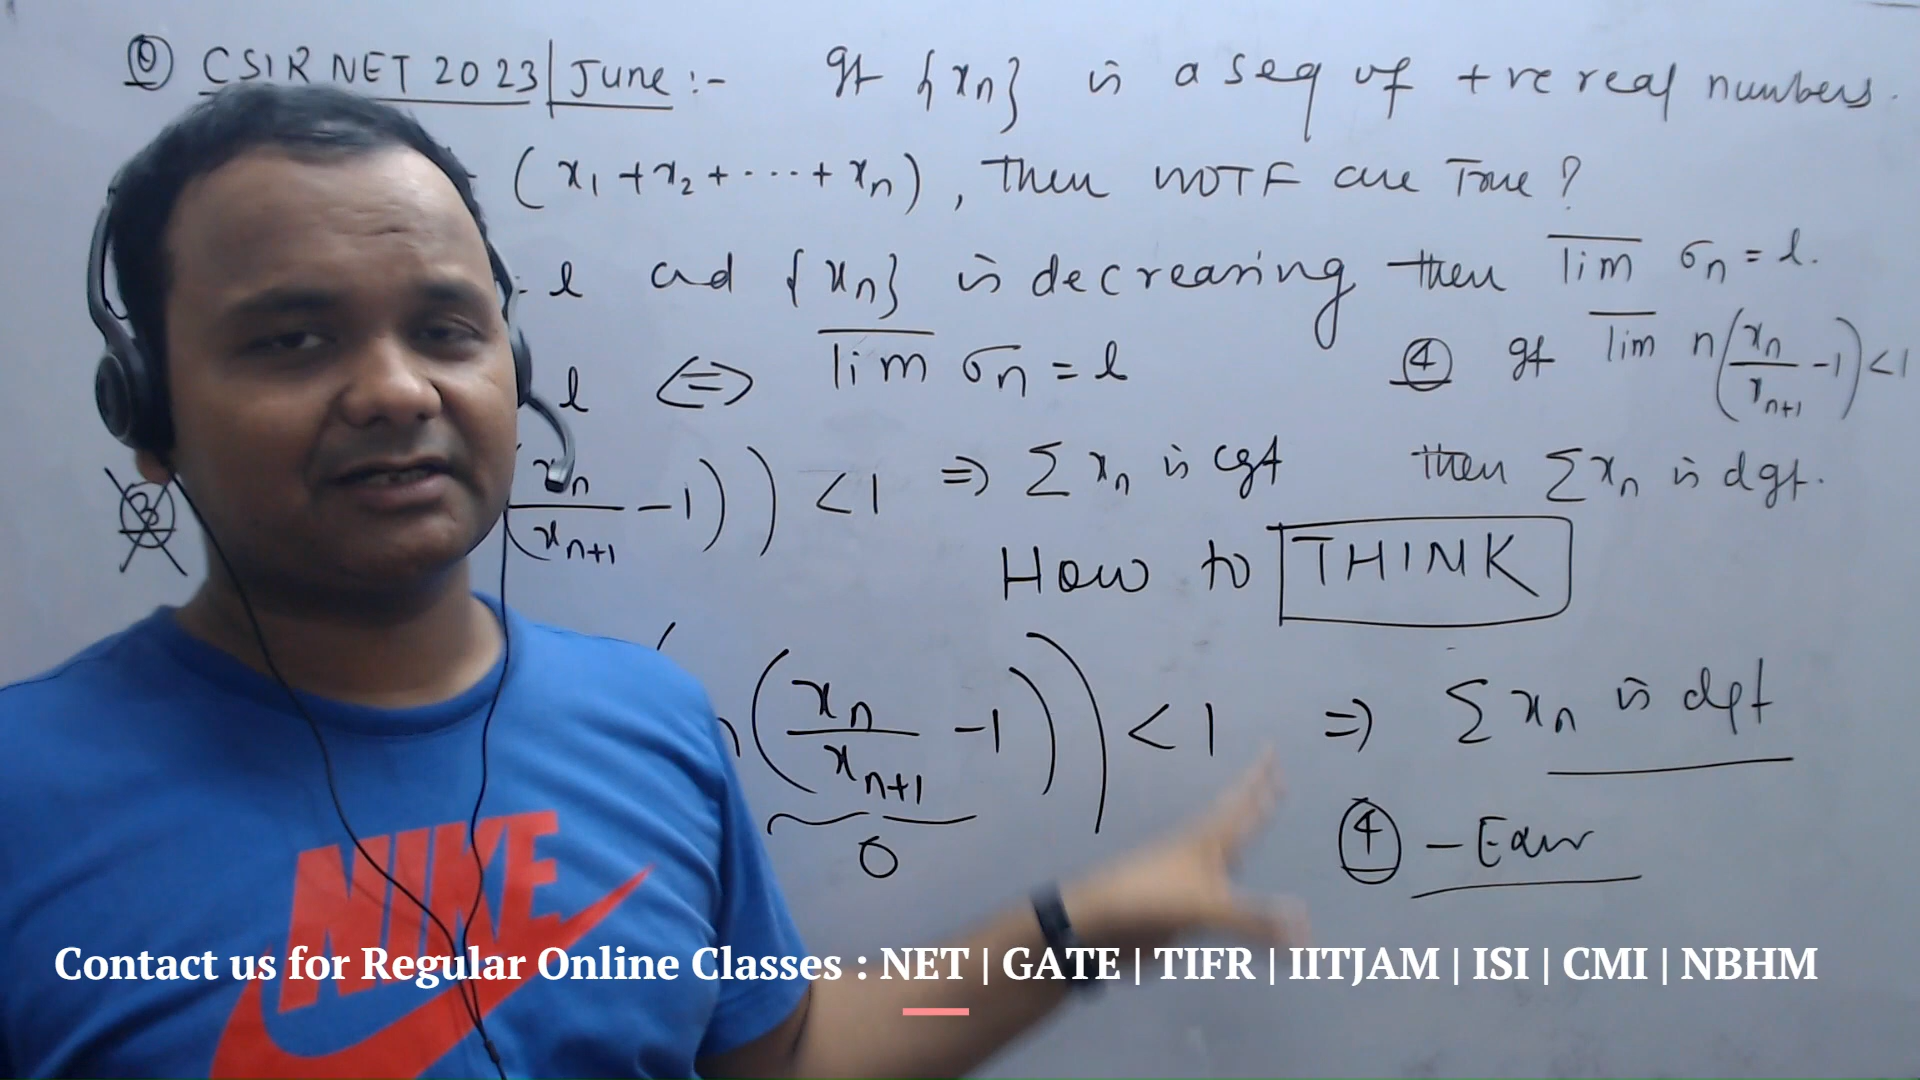 Q CSIR NET 2023 | June :- If {xn} is a seq of +ve real numbers.
(x1 + x2 + ... + xn), Then WOTF are True?
= l and {xn} is decreasing then lim σn = l.
l <=> lim σn = l
④ If lim n(xn/xn+1 - 1) < 1
③ (xn/xn+1 - 1)) < 1 => Σ xn is cgt
then Σ xn is dgt.
How to THINK
n(xn/xn+1 - 1)) < 1 => Σ xn is dgt
0
④ -
NIKE
Contact us for Regular Online Classes : NET | GATE | TIFR | IITJAM | ISI | CMI | NBHM